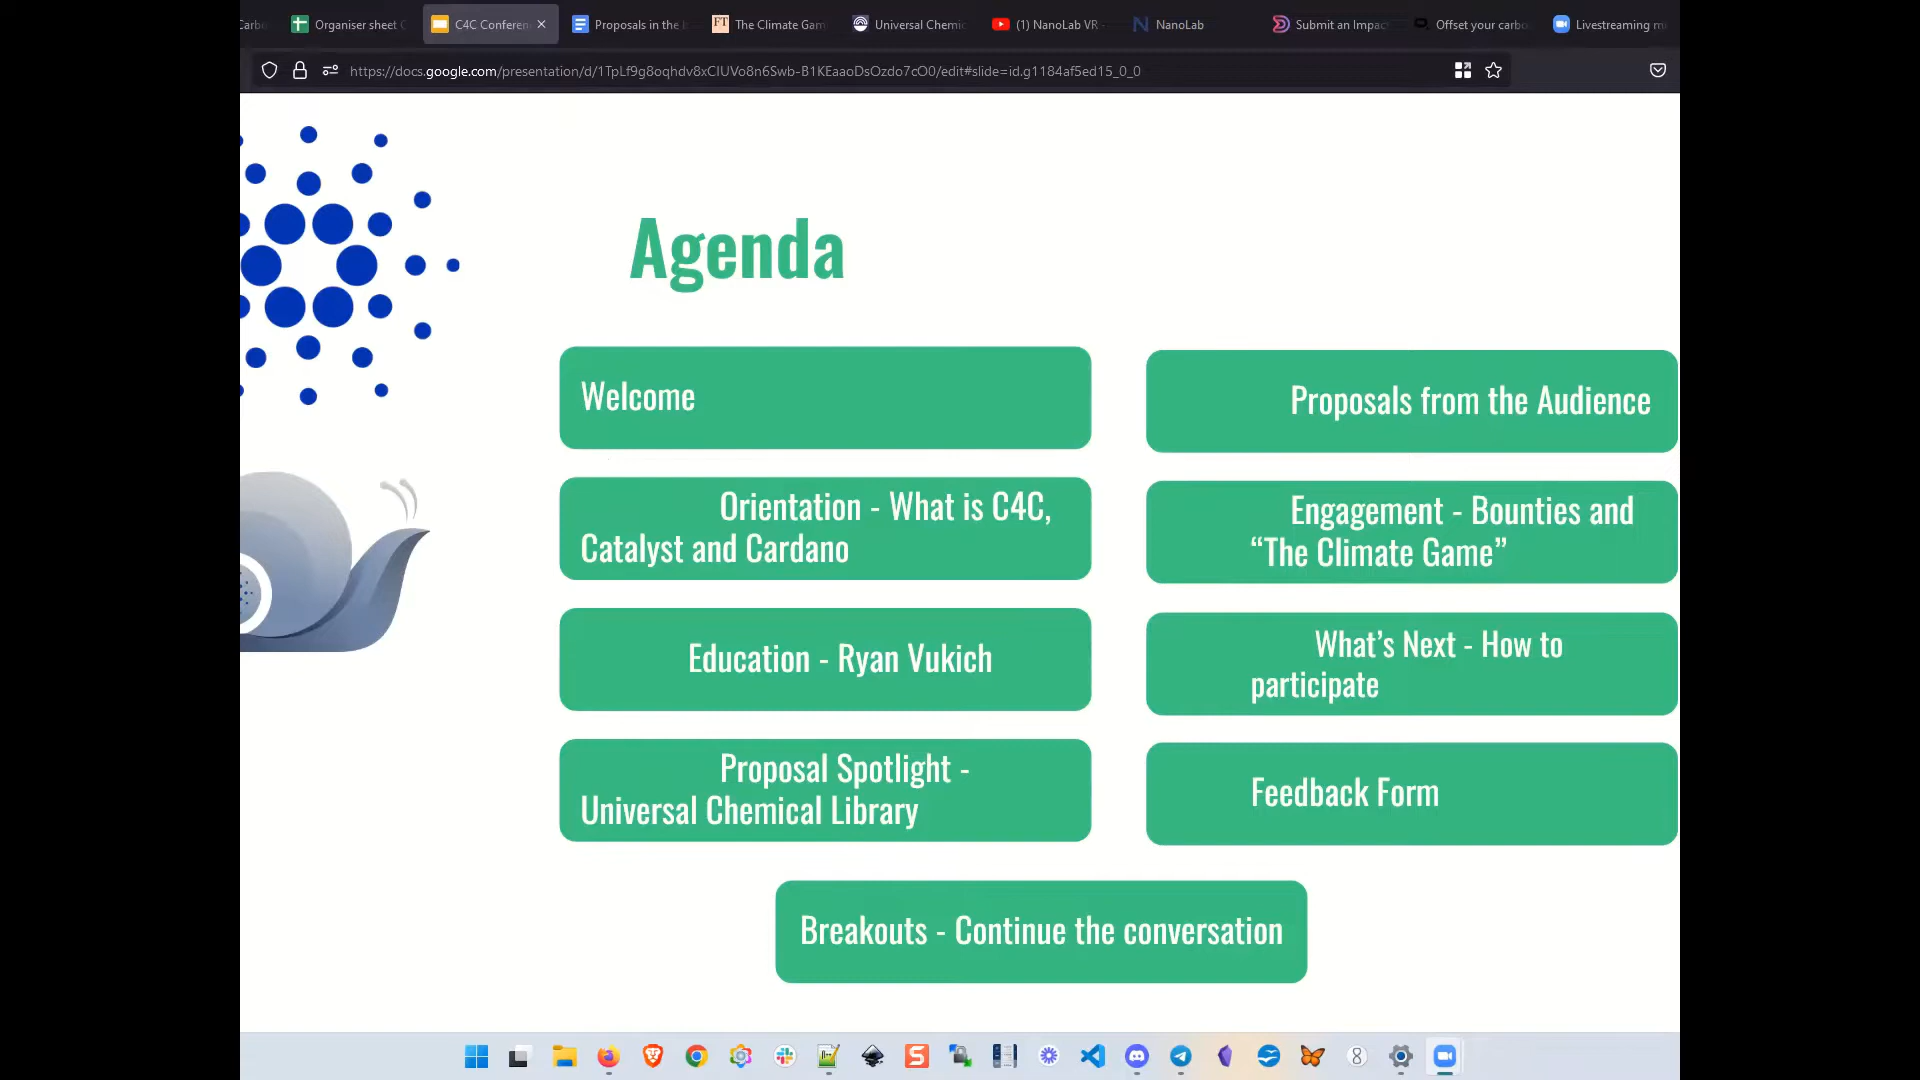 Carbo
Organiser sheet C
C4C Conferen
Proposals in the b
The Climate Gam
Universal Chemic
(1) NanoLab VR -
NanoLab
Submit an Impac
Offset your carbo
Livestreaming m
https://docs.google.com/presentation/d/1TpLf9g8oqhdv8xCIUVo8n6Swb-B1KEaaoDsOzdo7cO0/edit#slide=id.g1184af5ed15_0_0
Agenda
Welcome
Orientation - What is C4C,
Catalyst and Cardano
Education - Ryan Vukich
Proposal Spotlight -
Universal Chemical Library
Proposals from the Audience
Engagement - Bounties and
“The Climate Game”
What’s Next - How to
participate
Feedback Form
Breakouts - Continue the conversation